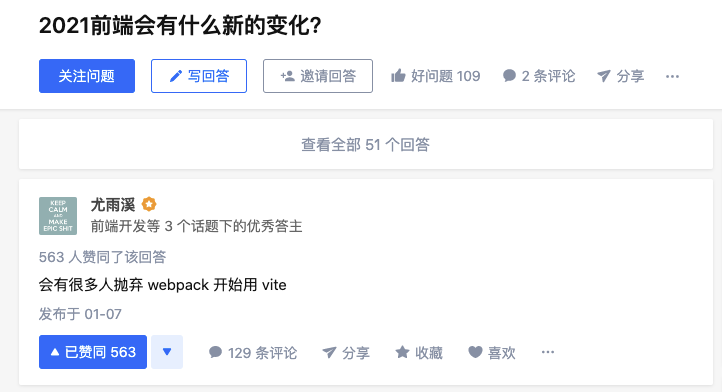 2021前端会有什么新的变化?
关注问题 写回答 邀请回答 好问题 109 2 条评论 分享 ···
查看全部 51 个回答
KEEP
CALM
AND
MAKE
EPIC SHIT
尤雨溪
前端开发等 3 个话题下的优秀答主
563 人赞同了该回答
会有很多人抛弃 webpack 开始用 vite
发布于 01-07
已赞同 563 129 条评论 分享 收藏 喜欢 ···